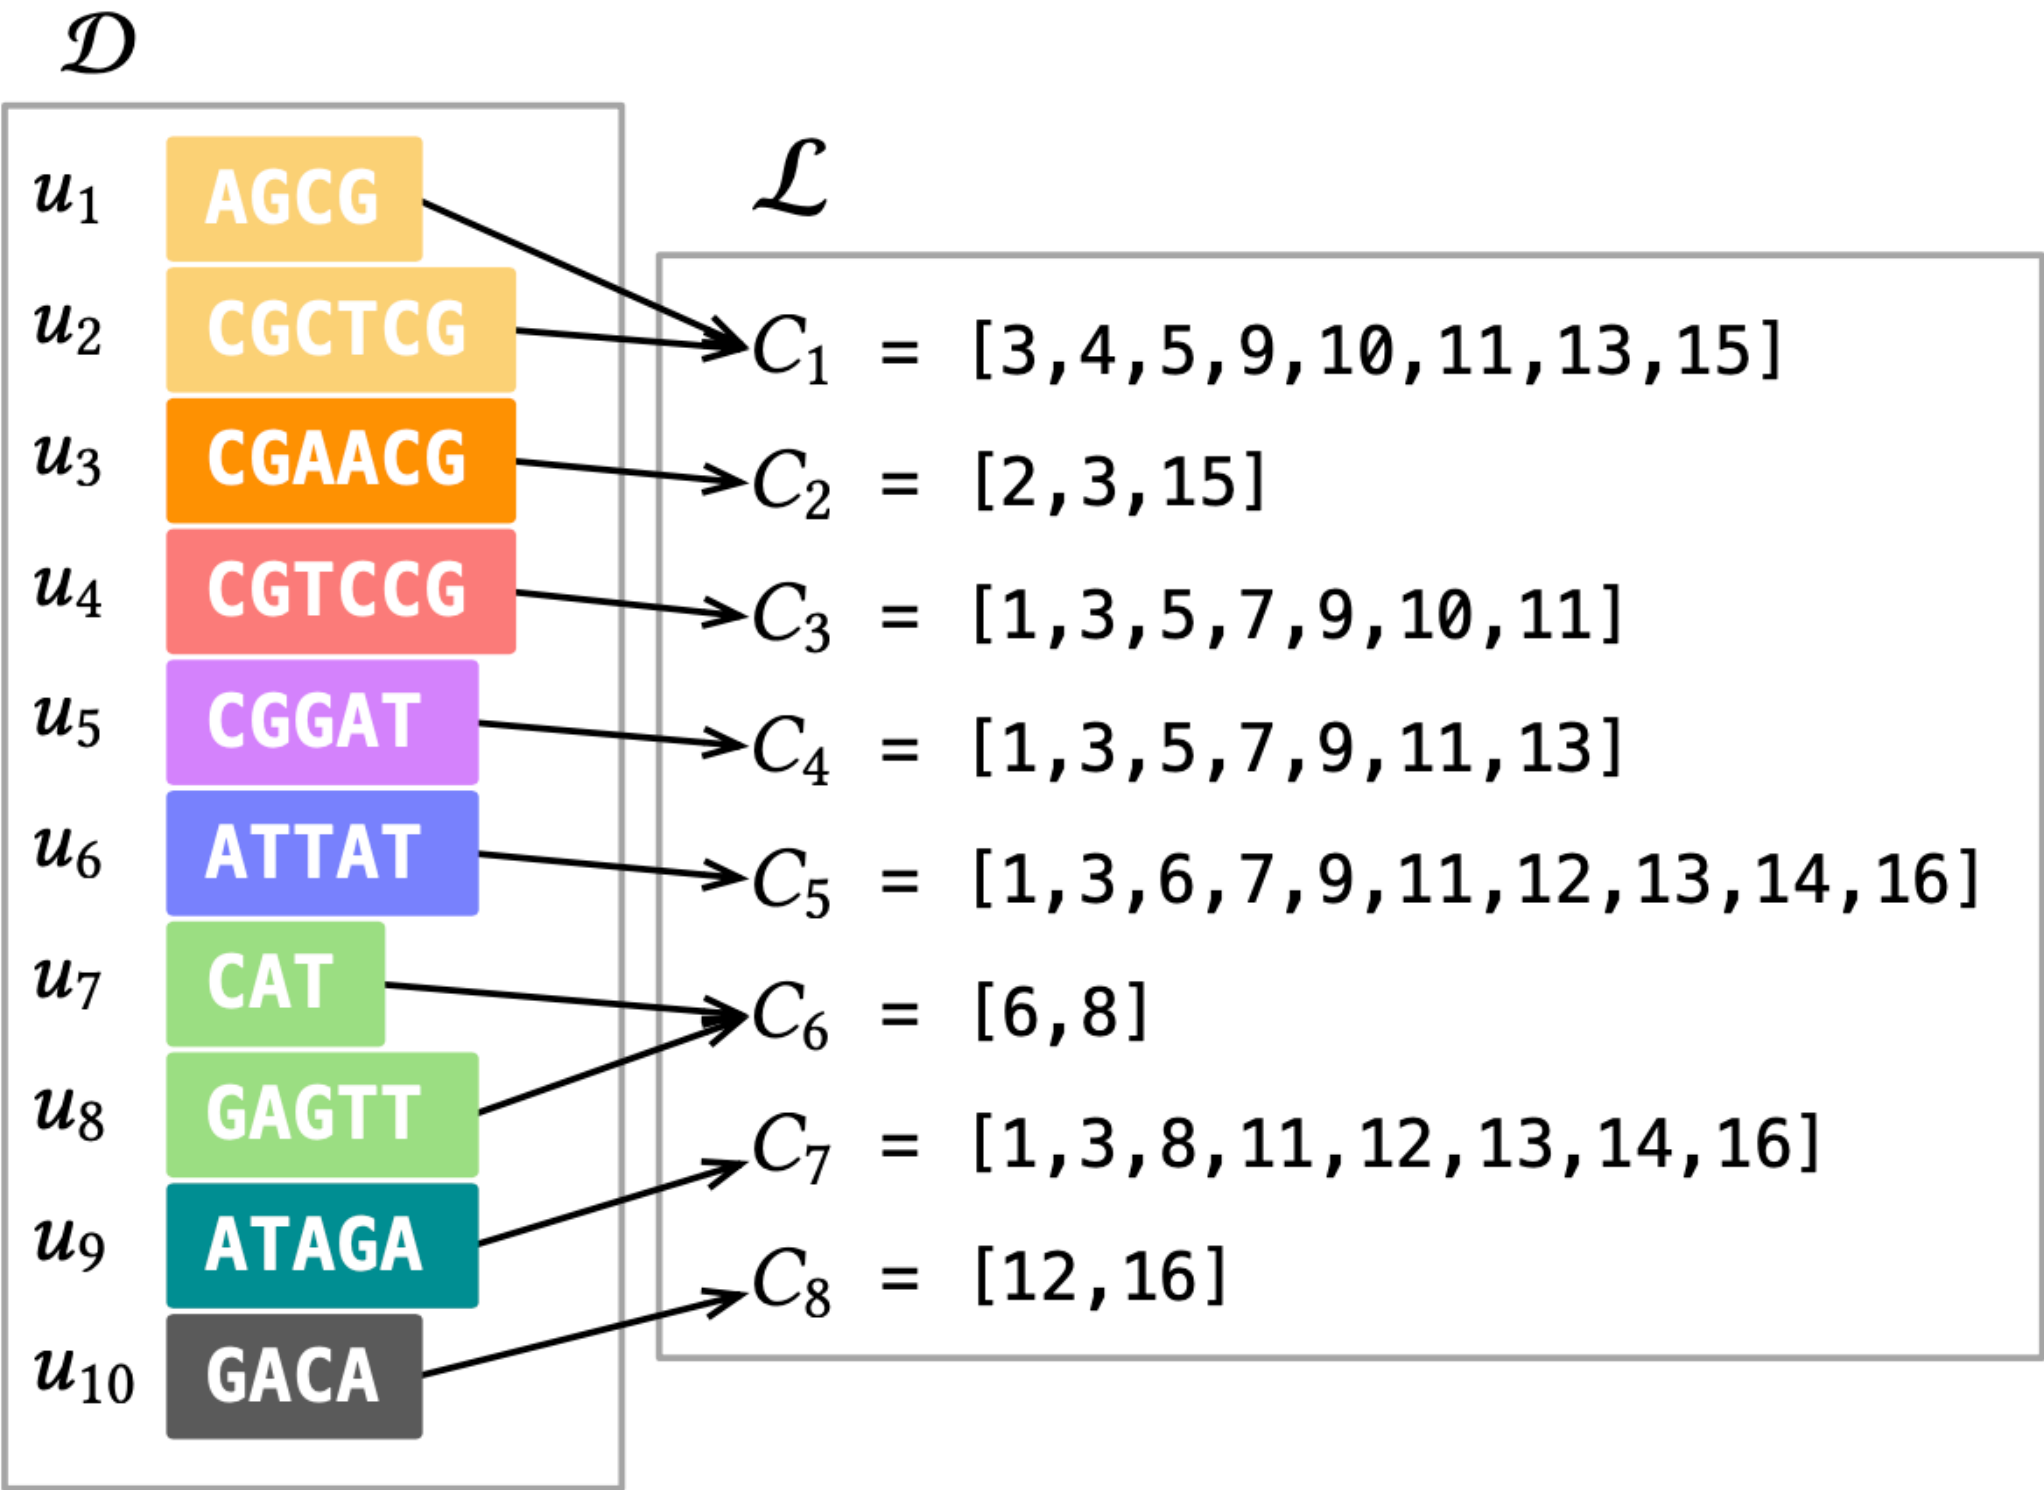 𝒟
u1 AGCG
u2 CGCTCG
u3 CGAACG
u4 CGTCCG
u5 CGGAT
u6 ATTAT
u7 CAT
u8 GAGTT
u9 ATAGA
u10 GACA
ℒ
C1 = [3,4,5,9,10,11,13,15]
C2 = [2,3,15]
C3 = [1,3,5,7,9,10,11]
C4 = [1,3,5,7,9,11,13]
C5 = [1,3,6,7,9,11,12,13,14,16]
C6 = [6,8]
C7 = [1,3,8,11,12,13,14,16]
C8 = [12,16]